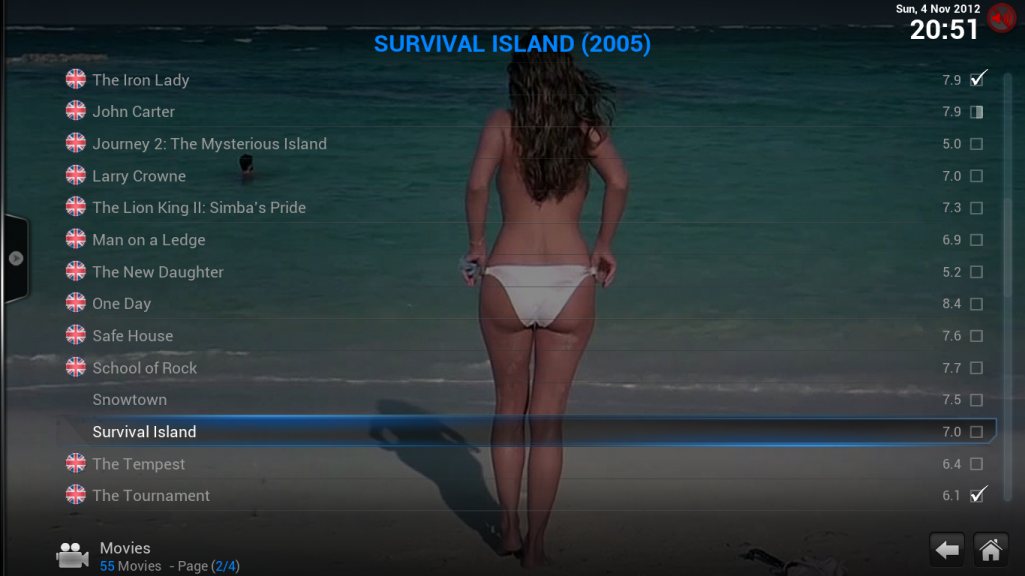 Sun, 4 Nov 2012
20:51
SURVIVAL ISLAND (2005)
The Iron Lady 7.9
John Carter 7.9
Journey 2: The Mysterious Island 5.0
Larry Crowne 7.0
The Lion King II: Simba's Pride 7.3
Man on a Ledge 6.9
The New Daughter 5.2
One Day 8.4
Safe House 7.6
School of Rock 7.7
Snowtown 7.5
Survival Island 7.0
The Tempest 6.4
The Tournament 6.1
Movies
55 Movies - Page (2/4)